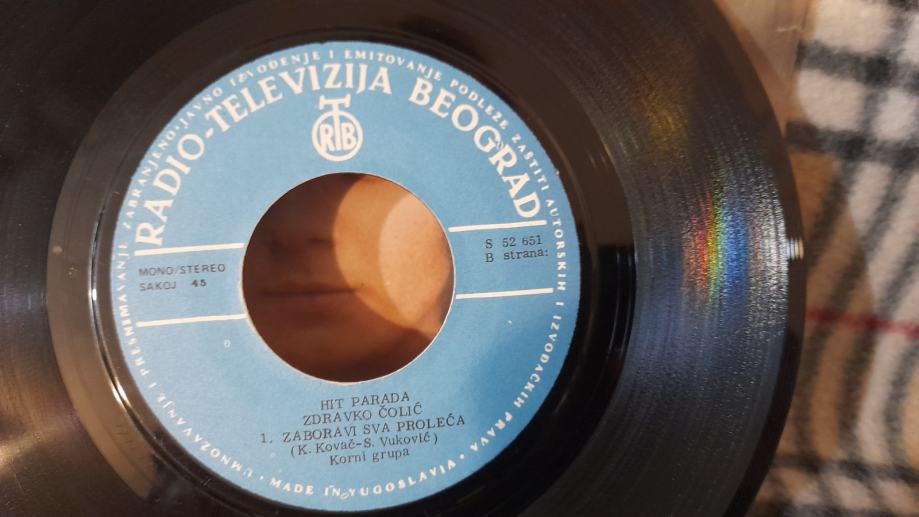 UMNOŽAVANJE I PRESNIMAVANJE ZABRANJENO • JAVNO IZVOĐENJE I EMITOVANJE PODLEŽE ZAŠTITI AUTORSKIH I IZVOĐAČKIH PRAVA •
RADIO-TELEVIZIJA BEOGRAD
RTB
MONO/STEREO
SAKOJ 45
S 52 651
B strana:
HIT PARADA
ZDRAVKO ČOLIĆ
1. ZABORAVI SVA PROLEĆA
(K. Kovač-S. Vuković)
Korni grupa
• MADE IN YUGOSLAVIA •